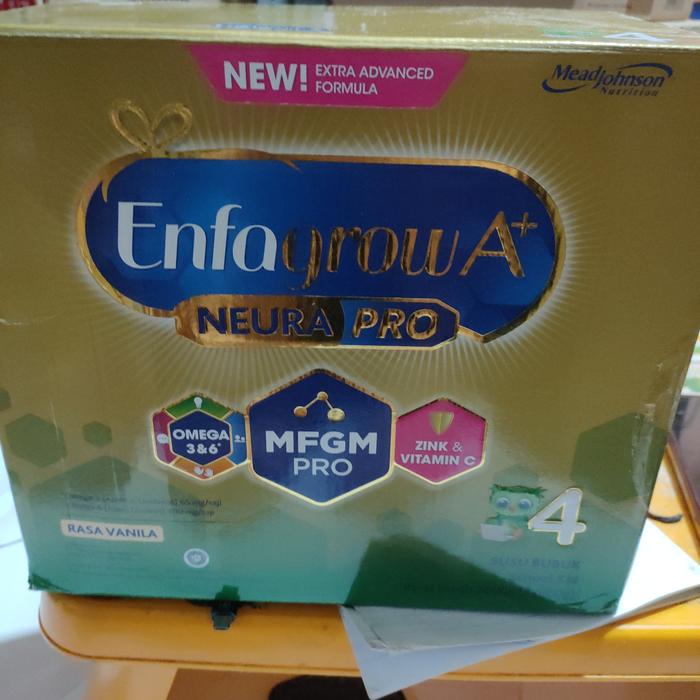 NEW! EXTRA ADVANCED
FORMULA
MeadJohnson
Nutrition
Enfagrow A+
NEURA PRO
OMEGA
3&6*
MFGM
PRO
ZINK &
VITAMIN C
4
RASA VANILA
SUSU BUBUK